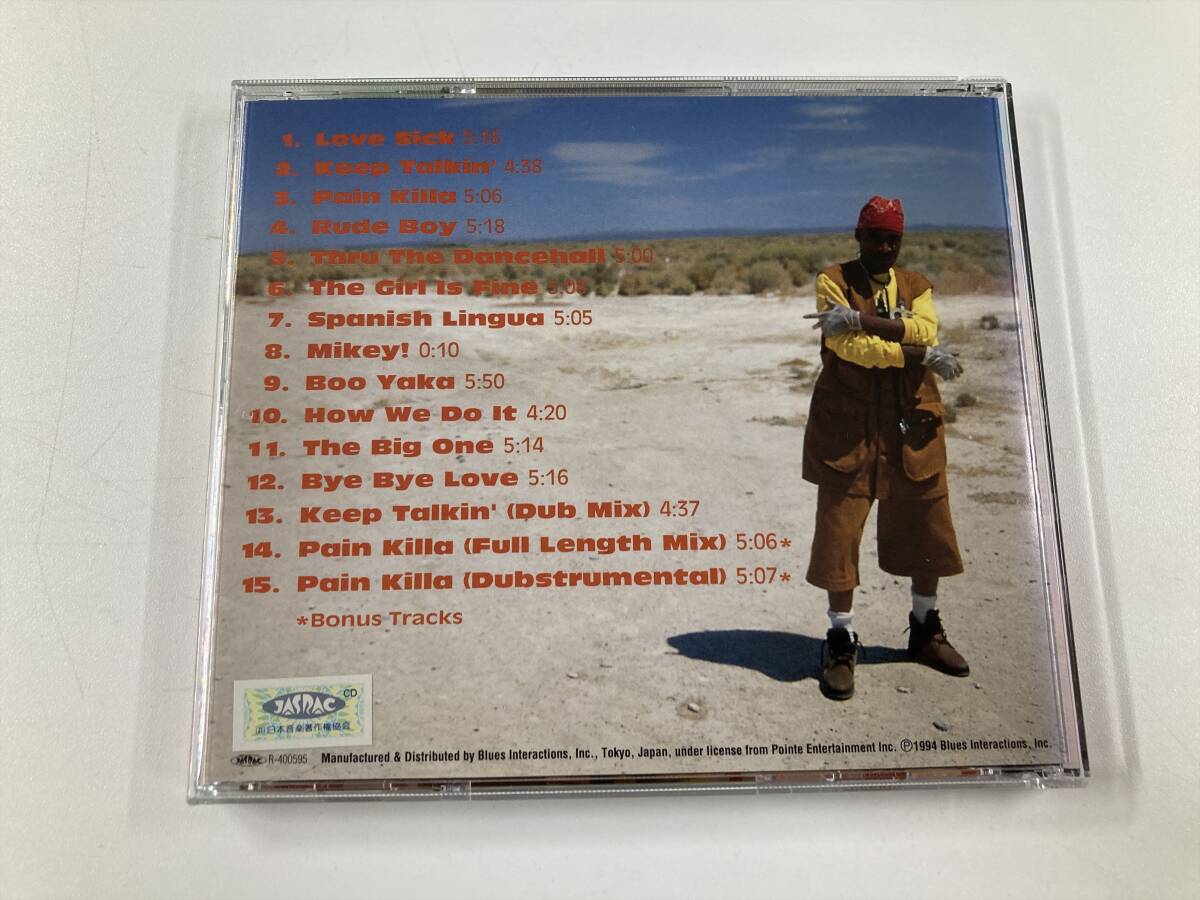 1. Love Sick 5:16
2. Keep Talkin' 4:38
3. Pain Killa 5:06
4. Rude Boy 5:18
5. Thru The Dancehall 5:00
6. The Girl Is Fine
7. Spanish Lingua 5:05
8. Mikey! 0:10
9. Boo Yaka 5:50
10. How We Do It 4:20
11. The Big One 5:14
12. Bye Bye Love 5:16
13. Keep Talkin' (Dub Mix) 4:37
14. Pain Killa (Full Length Mix) 5:06*
15. Pain Killa (Dubstrumental) 5:07*
*Bonus Tracks
CD
JASRAC
(社)日本音楽著作権協会
JASRAC R-400595 Manufactured & Distributed by Blues Interactions, Inc., Tokyo, Japan, under license from Pointe Entertainment Inc. ℗1994 Blues Interactions, Inc.